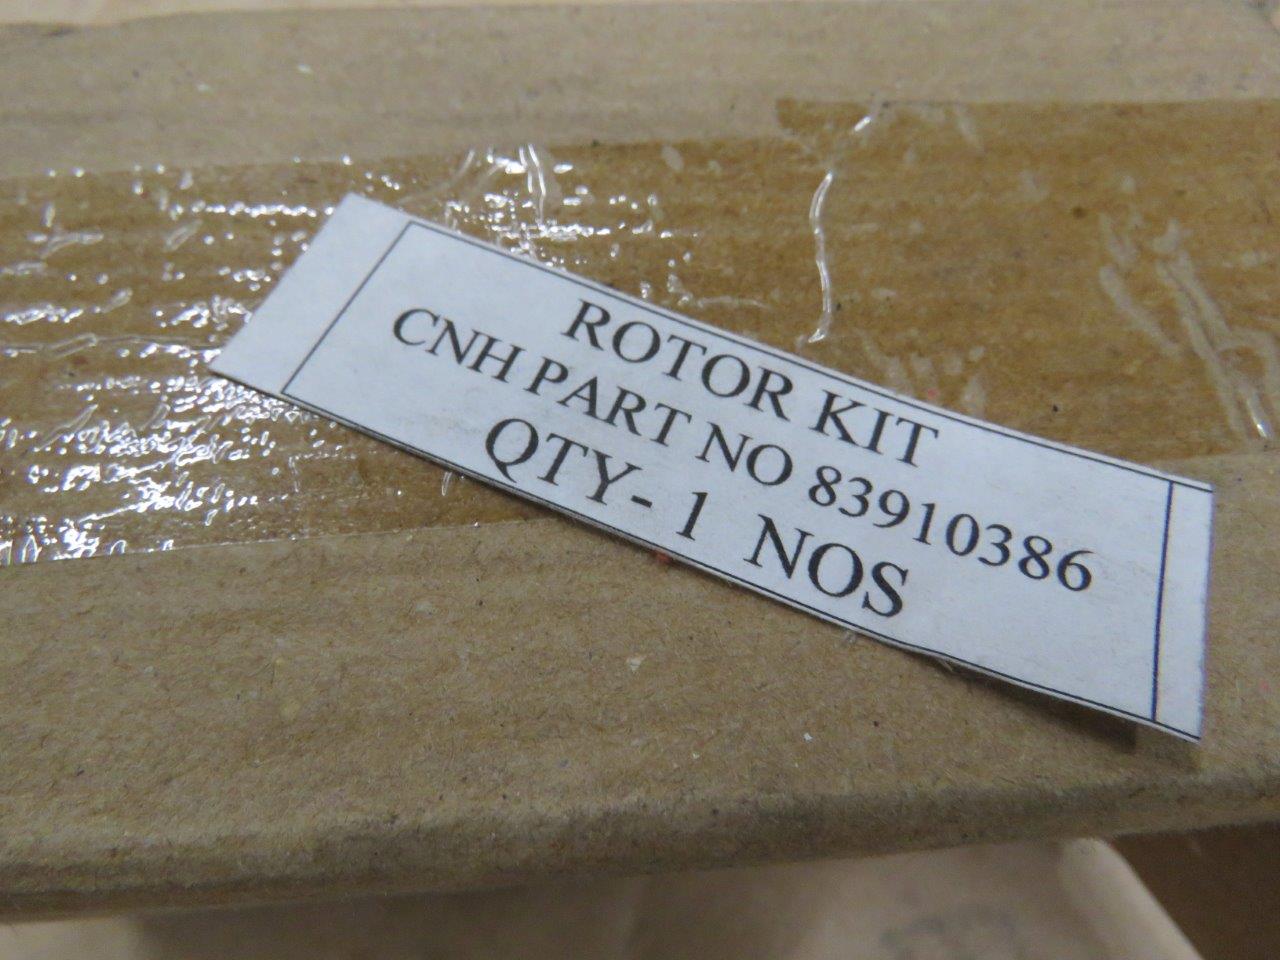 ROTOR KIT
CNH PART NO 83910386
QTY- 1 NOS